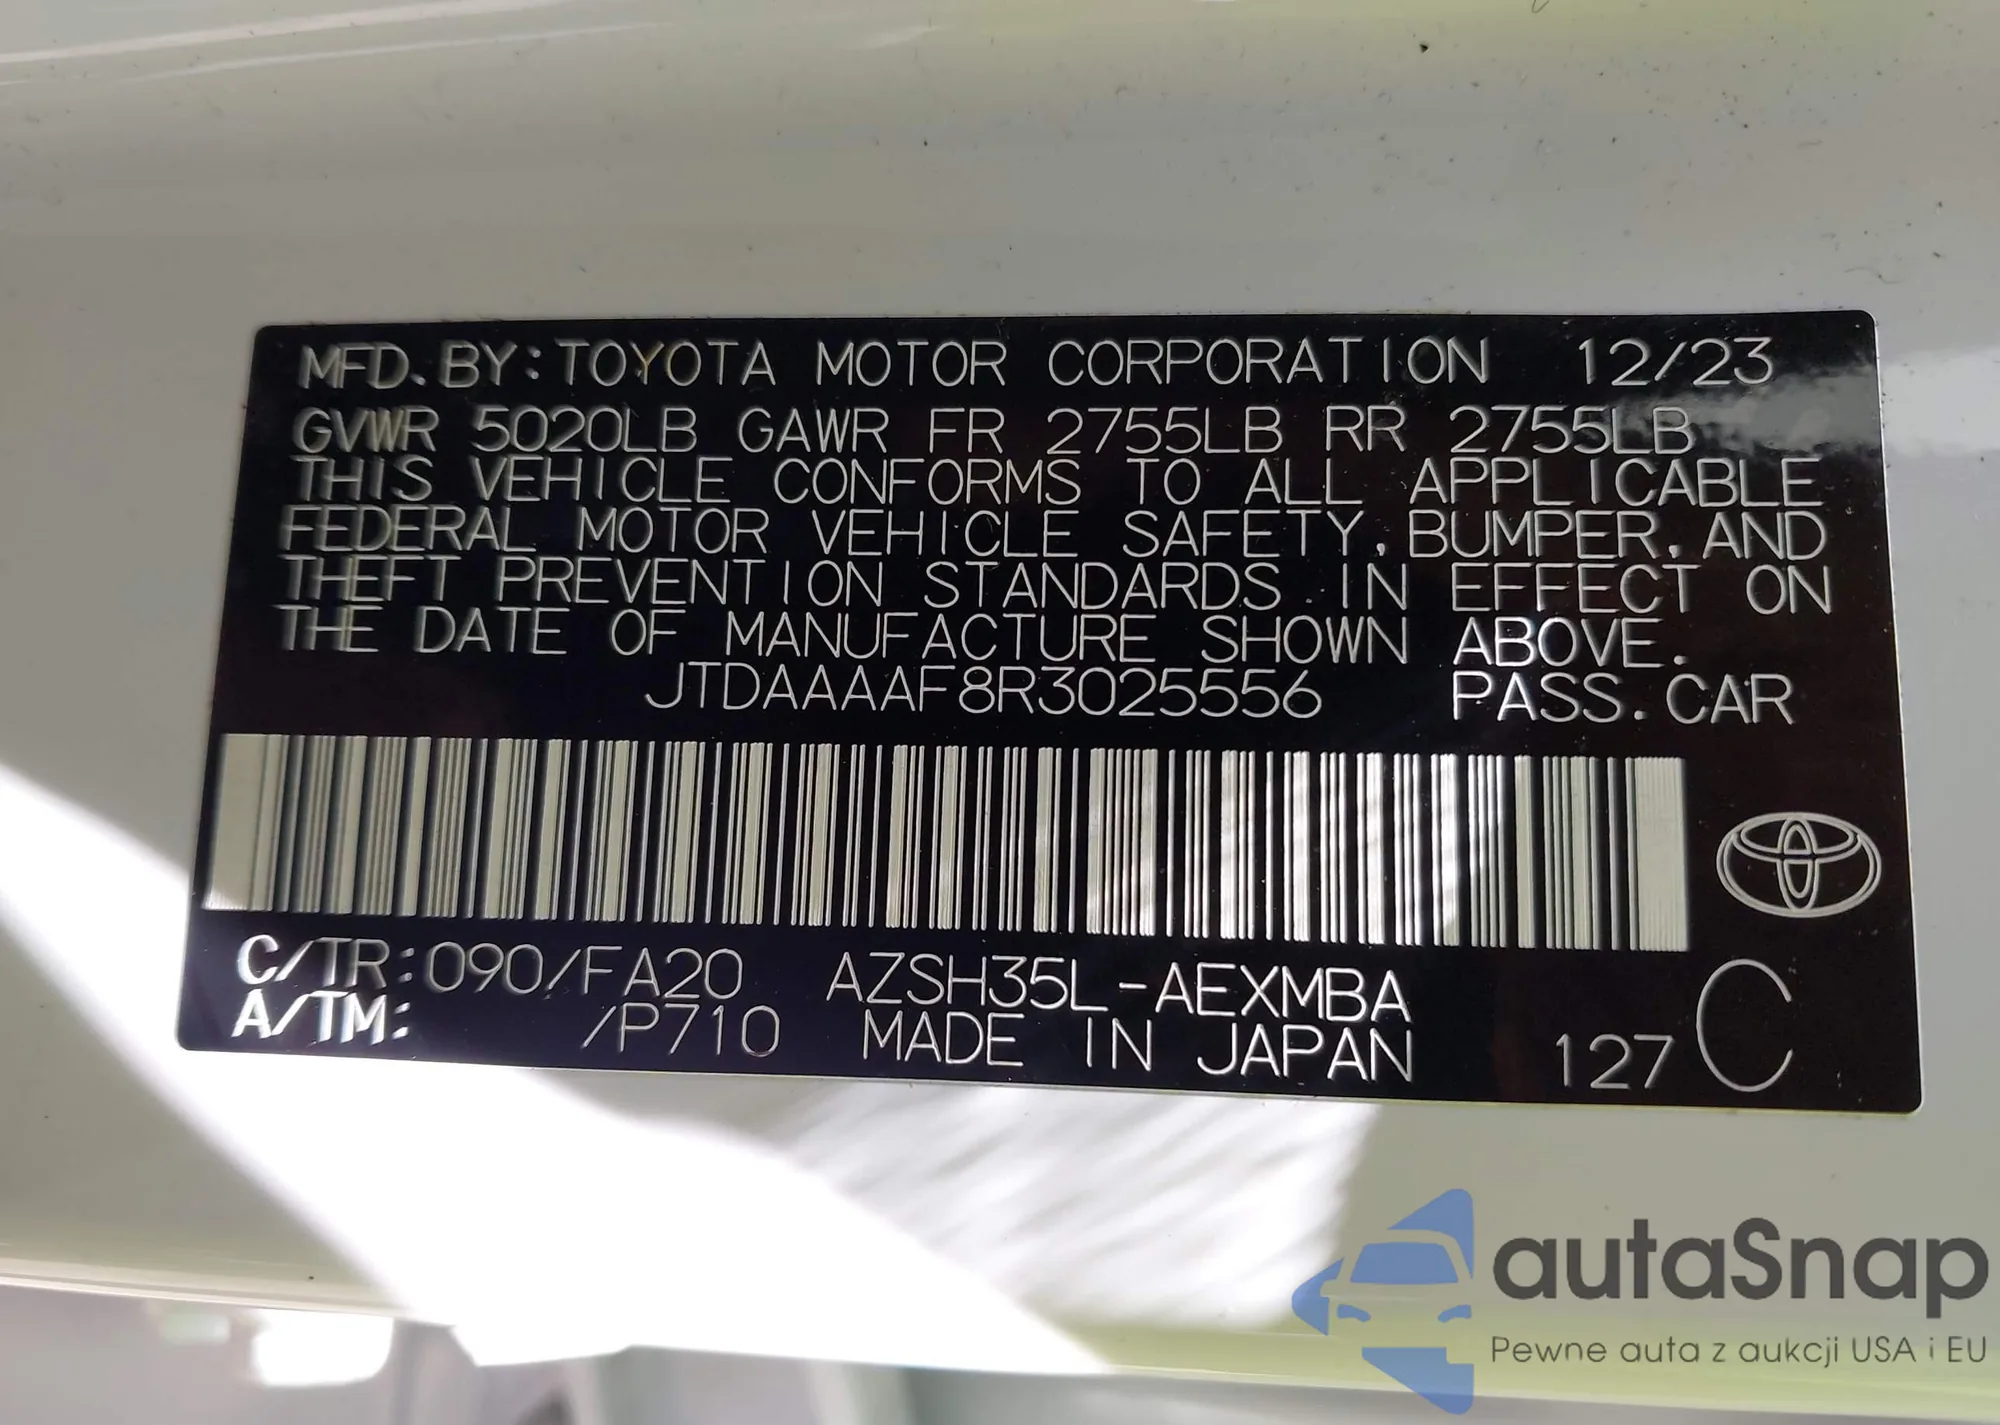 MFD. BY: TOYOTA MOTOR CORPORATION 12/23
GVWR 5020LB GAWR FR 2755LB RR 2755LB
THIS VEHICLE CONFORMS TO ALL APPLICABLE
FEDERAL MOTOR VEHICLE SAFETY, BUMPER, AND
THEFT PREVENTION STANDARDS IN EFFECT ON
THE DATE OF MANUFACTURE SHOWN ABOVE.
JTDAAAAF8R3025556 PASS. CAR
C/TR:090/FA20 AZSH35L-AEXMBA
A/TM: /P710 MADE IN JAPAN 127 C
autaSnap
Pewne auta z aukcji USA i EU